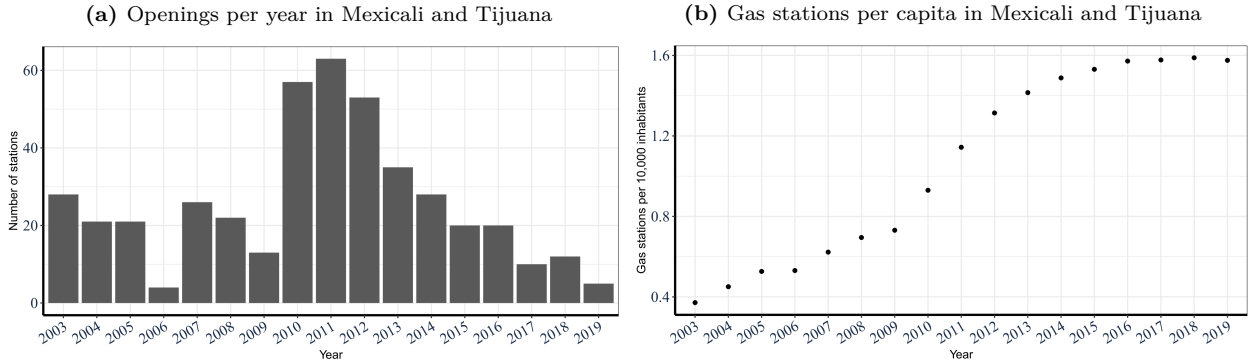 (a) Openings per year in Mexicali and Tijuana
Number of stations
60
40
20
0
2003 2004 2005 2006 2007 2008 2009 2010 2011 2012 2013 2014 2015 2016 2017 2018 2019
Year
(b) Gas stations per capita in Mexicali and Tijuana
Gas stations per 10,000 inhabitants
1.6
1.2
0.8
0.4
2003 2004 2005 2006 2007 2008 2009 2010 2011 2012 2013 2014 2015 2016 2017 2018 2019
Year